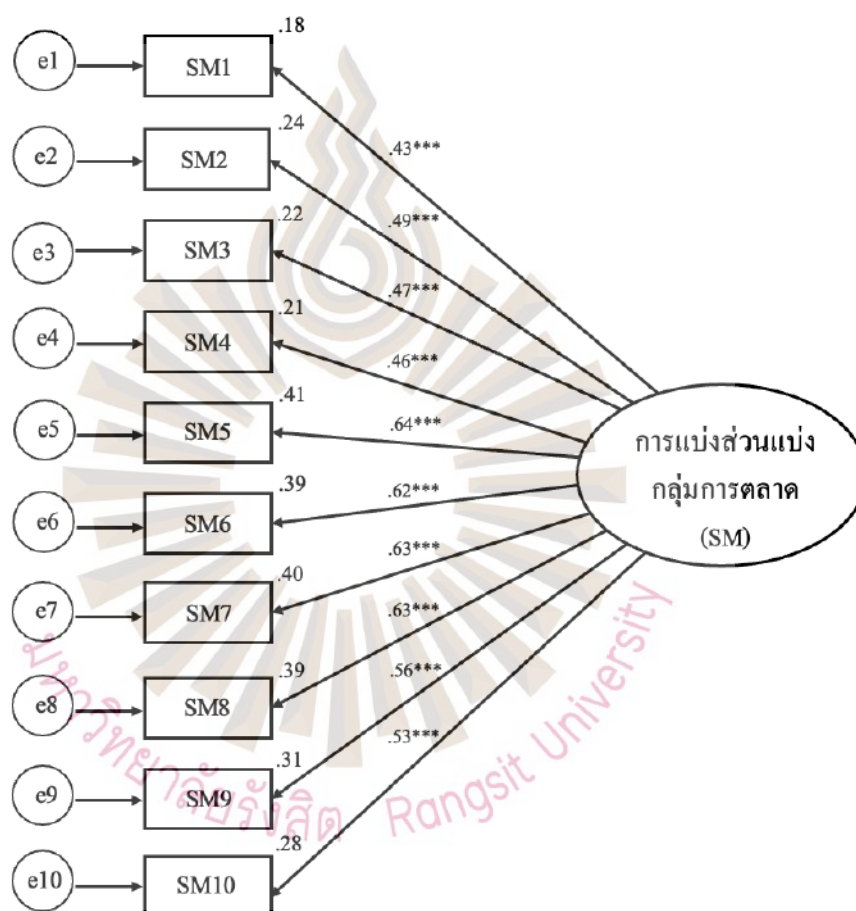 .18
e1
SM1
.43***
.24
e2
SM2
.49***
.22
e3
SM3
.47***
.21
e4
SM4
.46***
.41
e5
SM5
.64***
การแบ่งส่วนแบ่ง
กลุ่มการตลาด
(SM)
.39
e6
SM6
.62***
.40
e7
SM7
.63***
.39
e8
SM8
.63***
.31
e9
SM9
.56***
.28
e10
SM10
.53***
มหาวิทยาลัยรังสิต Rangsit University